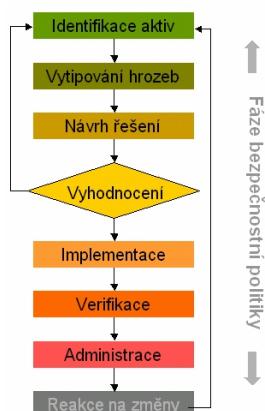 Identifikace aktiv
Vytipování hrozeb
Návrh řešení
Vyhodnocení
Implementace
Verifikace
Administrace
Reakce na změny
Fáze bezpečnostní politiky